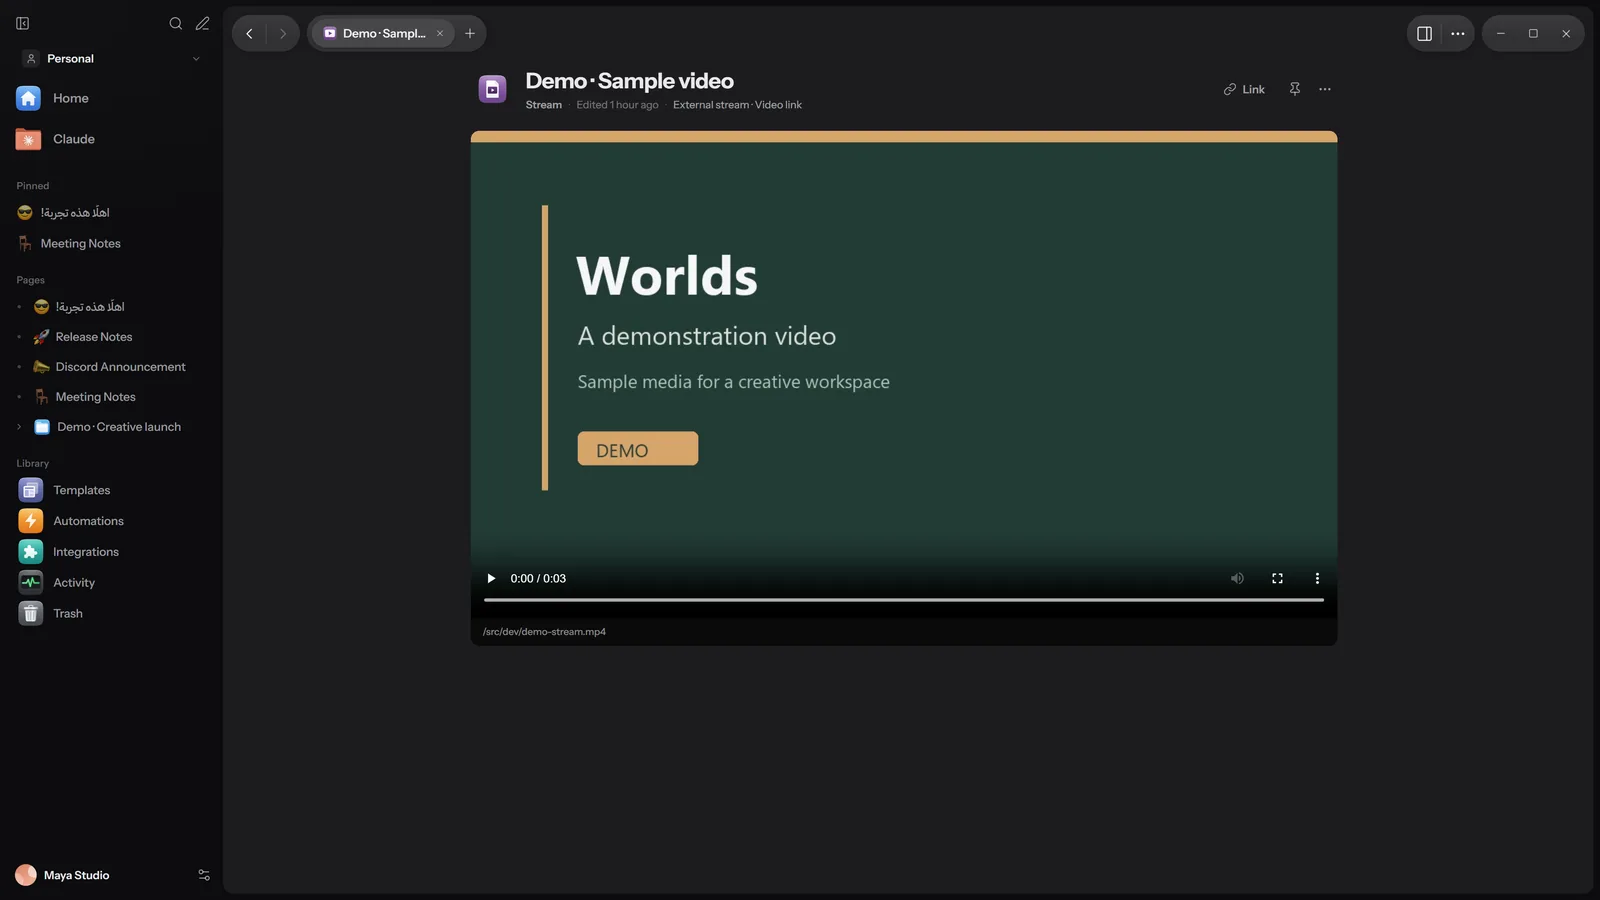 Personal
Home
Claude
Pinned
اهلًا هذه تجربة!
Meeting Notes
Pages
اهلًا هذه تجربة!
Release Notes
Discord Announcement
Meeting Notes
Demo · Creative launch
Library
Templates
Automations
Integrations
Activity
Trash
Maya Studio
Demo · Sampl...
Demo · Sample video
Stream · Edited 1 hour ago · External stream · Video link
Link
Worlds
A demonstration video
Sample media for a creative workspace
DEMO
0:00 / 0:03
/src/dev/demo-stream.mp4